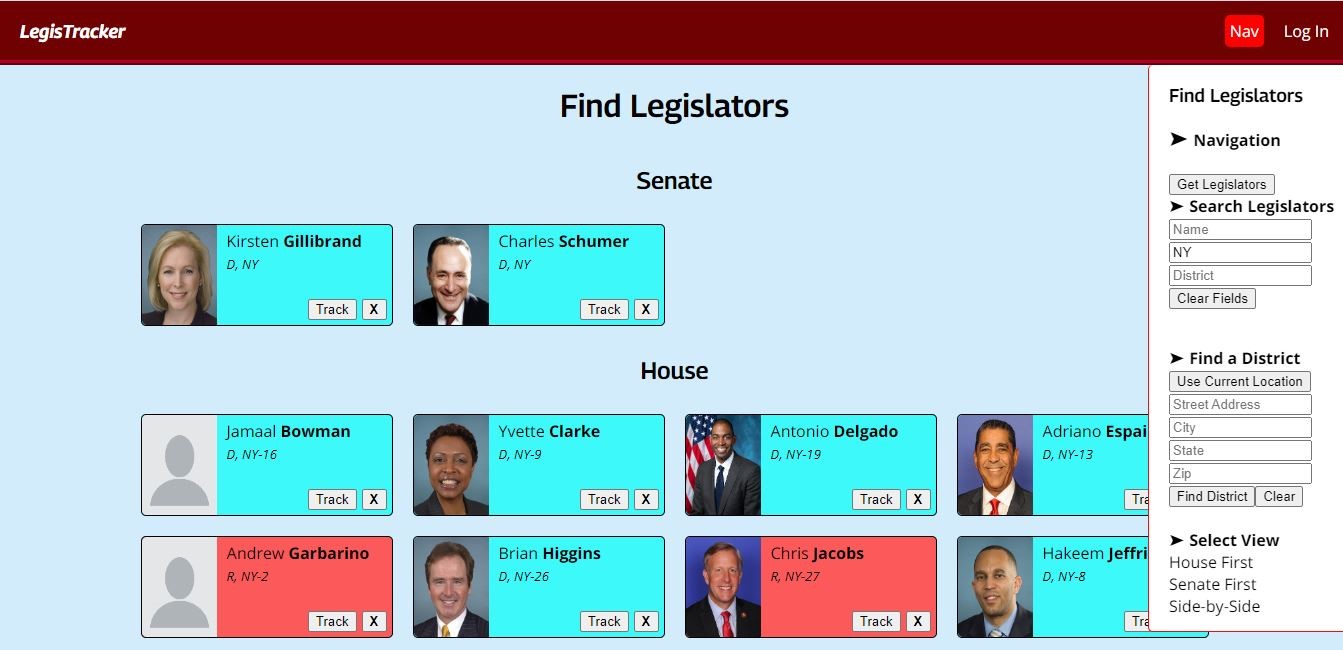 LegisTracker
Nav
Log In
Find Legislators
Senate
Kirsten Gillibrand
D, NY
Track
X
Charles Schumer
D, NY
Track
X
House
Jamaal Bowman
D, NY-16
Track
X
Yvette Clarke
D, NY-9
Track
X
Antonio Delgado
D, NY-19
Track
X
Adriano Espai
D, NY-13
Tra
Andrew Garbarino
R, NY-2
Track
X
Brian Higgins
D, NY-26
Track
X
Chris Jacobs
R, NY-27
Track
X
Hakeem Jeffri
D, NY-8
Tra
Find Legislators
➤ Navigation
Get Legislators
➤ Search Legislators
Name
NY
District
Clear Fields
➤ Find a District
Use Current Location
Street Address
City
State
Zip
Find District
Clear
➤ Select View
House First
Senate First
Side-by-Side